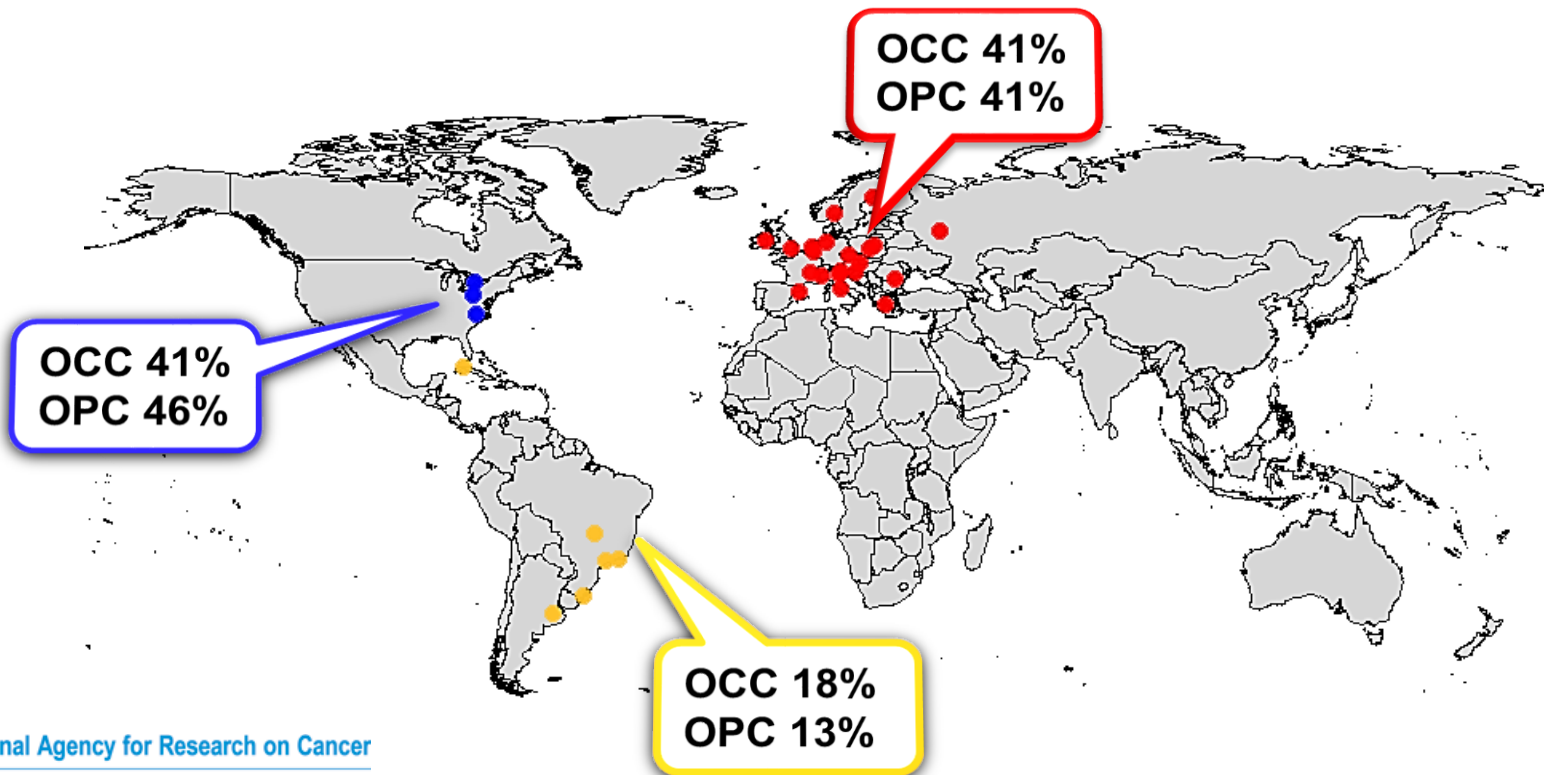 OCC 41%
OPC 41%
OCC 41%
OPC 46%
OCC 18%
OPC 13%
nal Agency for Research on Cancer